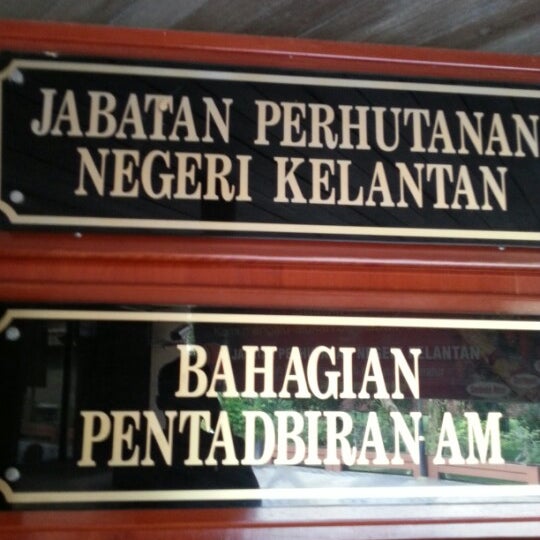 JABATAN PERHUTANAN
NEGERI KELANTAN
BAHAGIAN
PENTADBIRAN AM